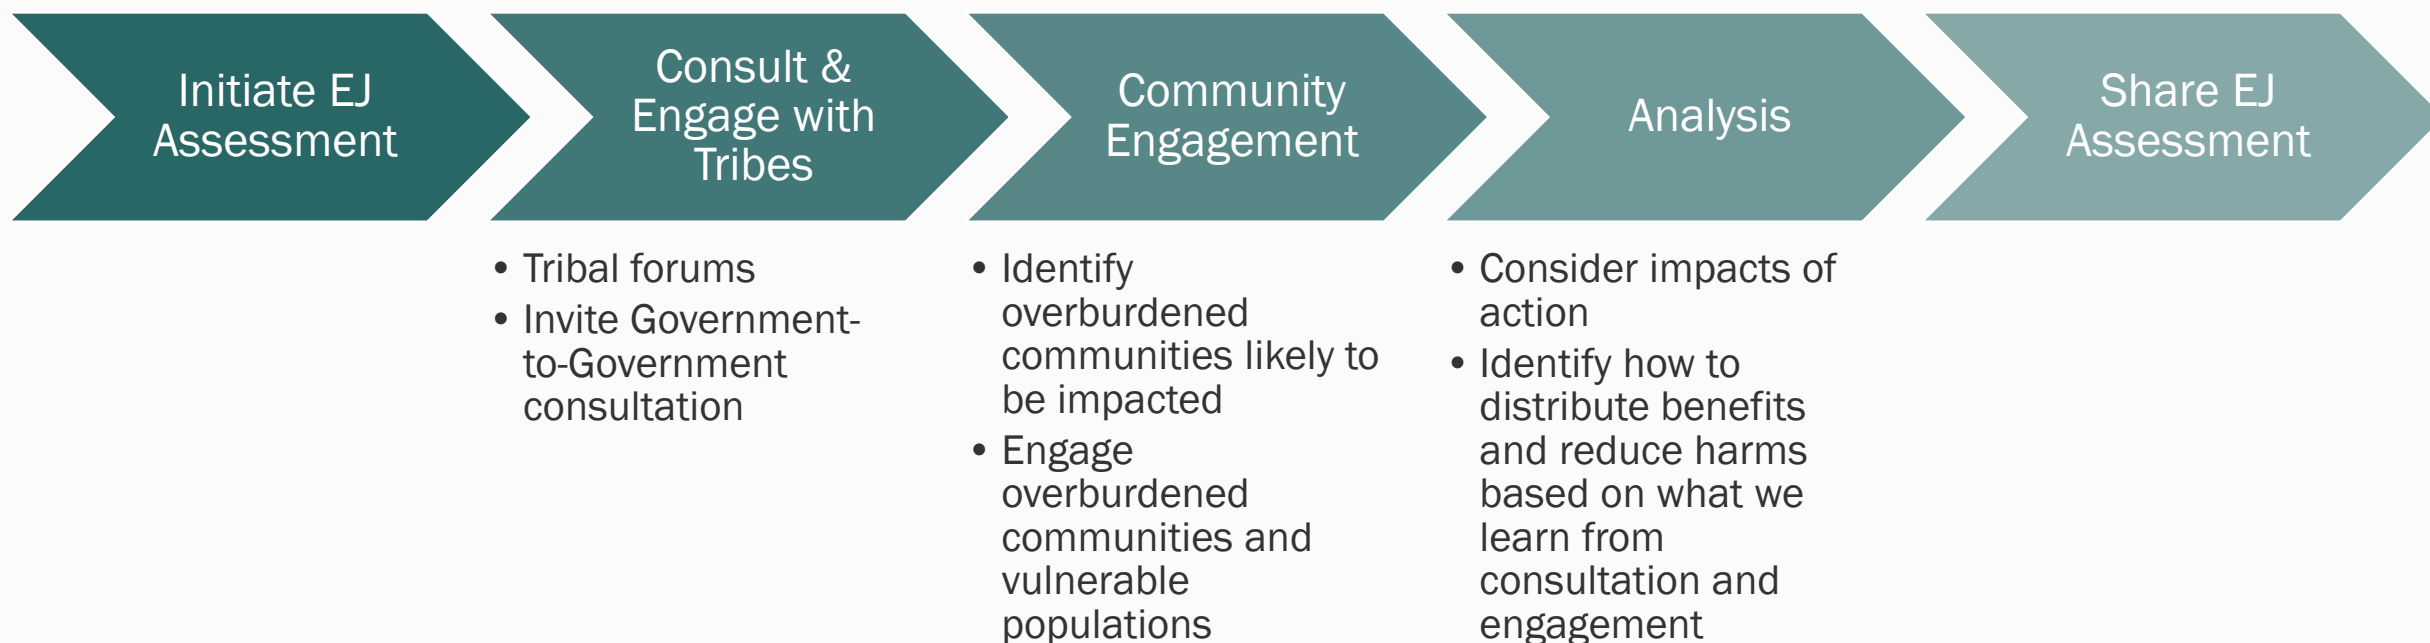 Initiate EJ
Assessment
Consult &
Engage with
Tribes
• Tribal forums
• Invite Government-
to-Government
consultation
Community
Engagement
• Identify
overburdened
communities likely to
be impacted
• Engage
overburdened
communities and
vulnerable
populations
Analysis
• Consider impacts of
action
• Identify how to
distribute benefits
and reduce harms
based on what we
learn from
consultation and
engagement
Share EJ
Assessment